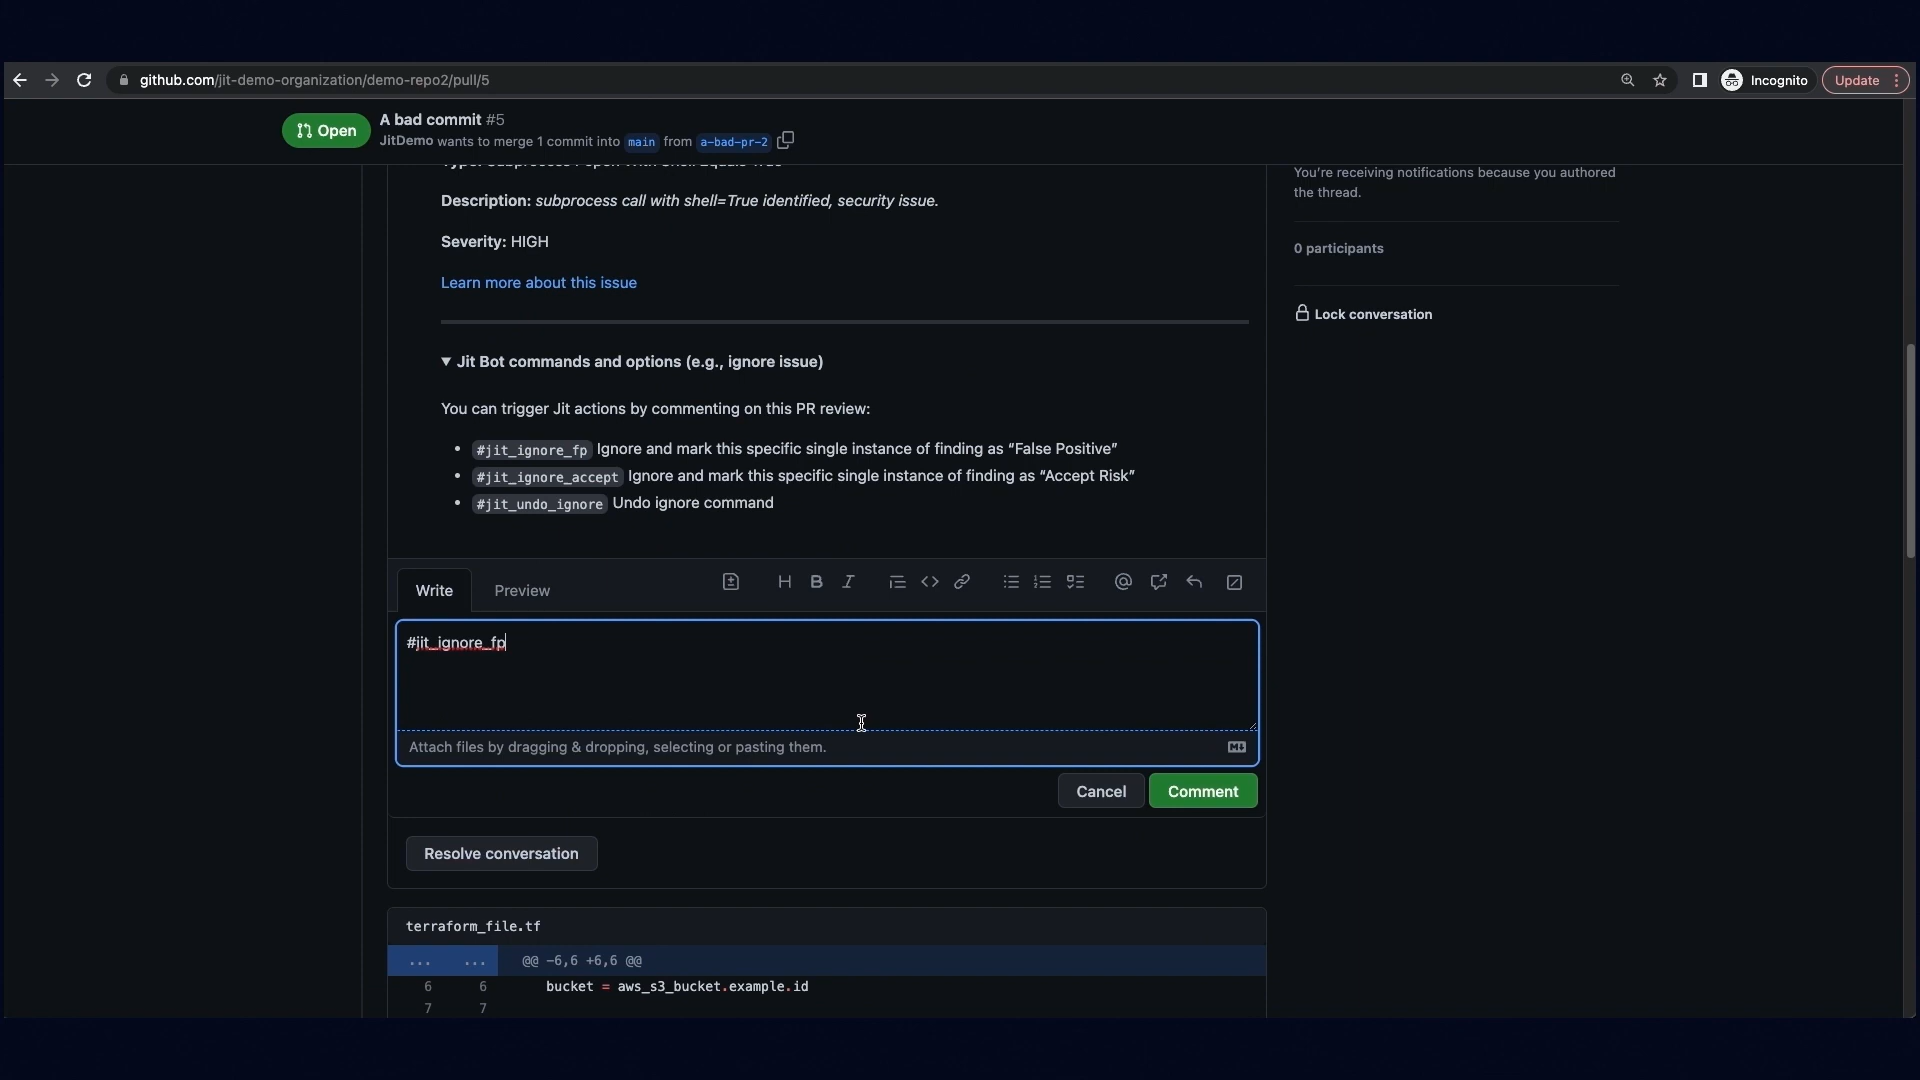 github.com/jit-demo-organization/demo-repo2/pull/5
Incognito
Update
Open
A bad commit #5
JitDemo wants to merge 1 commit into main from a-bad-pr-2
You're receiving notifications because you authored
the thread.
Description: subprocess call with shell=True identified, security issue.
Severity: HIGH
0 participants
Learn more about this issue
Lock conversation
Jit Bot commands and options (e.g., ignore issue)
You can trigger Jit actions by commenting on this PR review:
• #jit_ignore_fp Ignore and mark this specific single instance of finding as “False Positive”
• #jit_ignore_accept Ignore and mark this specific single instance of finding as “Accept Risk”
• #jit_undo_ignore Undo ignore command
Write
Preview
#jit_ignore_fp
Attach files by dragging & dropping, selecting or pasting them.
Cancel
Comment
Resolve conversation
terraform_file.tf
... ... @@ -6,6 +6,6 @@
6 6 bucket = aws_s3_bucket.example.id
7 7